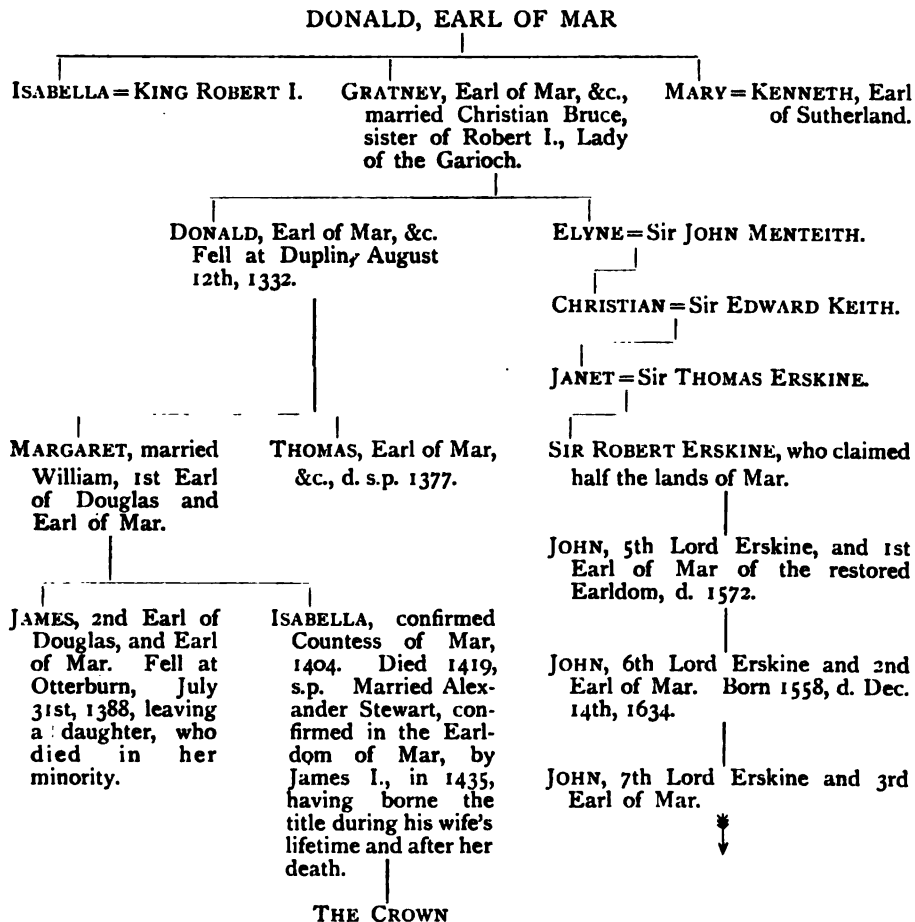 DONALD, EARL OF MAR
ISABELLA = KING ROBERT I.
GRATNEY, Earl of Mar, &c.,
married Christian Bruce,
sister of Robert I., Lady
of the Garioch.
MARY = KENNETH, Earl
of Sutherland.
DONALD, Earl of Mar, &c.
Fell at Duplin, August
12th, 1332.
ELYNE = Sir JOHN MENTEITH.
CHRISTIAN = Sir EDWARD KEITH.
JANET = Sir THOMAS ERSKINE.
MARGARET, married
William, 1st Earl
of Douglas and
Earl of Mar.
THOMAS, Earl of Mar,
&c., d. s.p. 1377.
SIR ROBERT ERSKINE, who claimed
half the lands of Mar.
JOHN, 5th Lord Erskine, and 1st
Earl of Mar of the restored
Earldom, d. 1572.
JAMES, 2nd Earl of
Douglas, and Earl
of Mar. Fell at
Otterburn, July
31st, 1388, leaving
a daughter, who
died in her
minority.
ISABELLA, confirmed
Countess of Mar,
1404. Died 1419,
s.p. Married Alex-
ander Stewart, con-
firmed in the Earl-
dom of Mar, by
James I., in 1435,
having borne the
title during his wife's
lifetime and after her
death.
THE CROWN
JOHN, 6th Lord Erskine and 2nd
Earl of Mar. Born 1558, d. Dec.
14th, 1634.
JOHN, 7th Lord Erskine and 3rd
Earl of Mar.